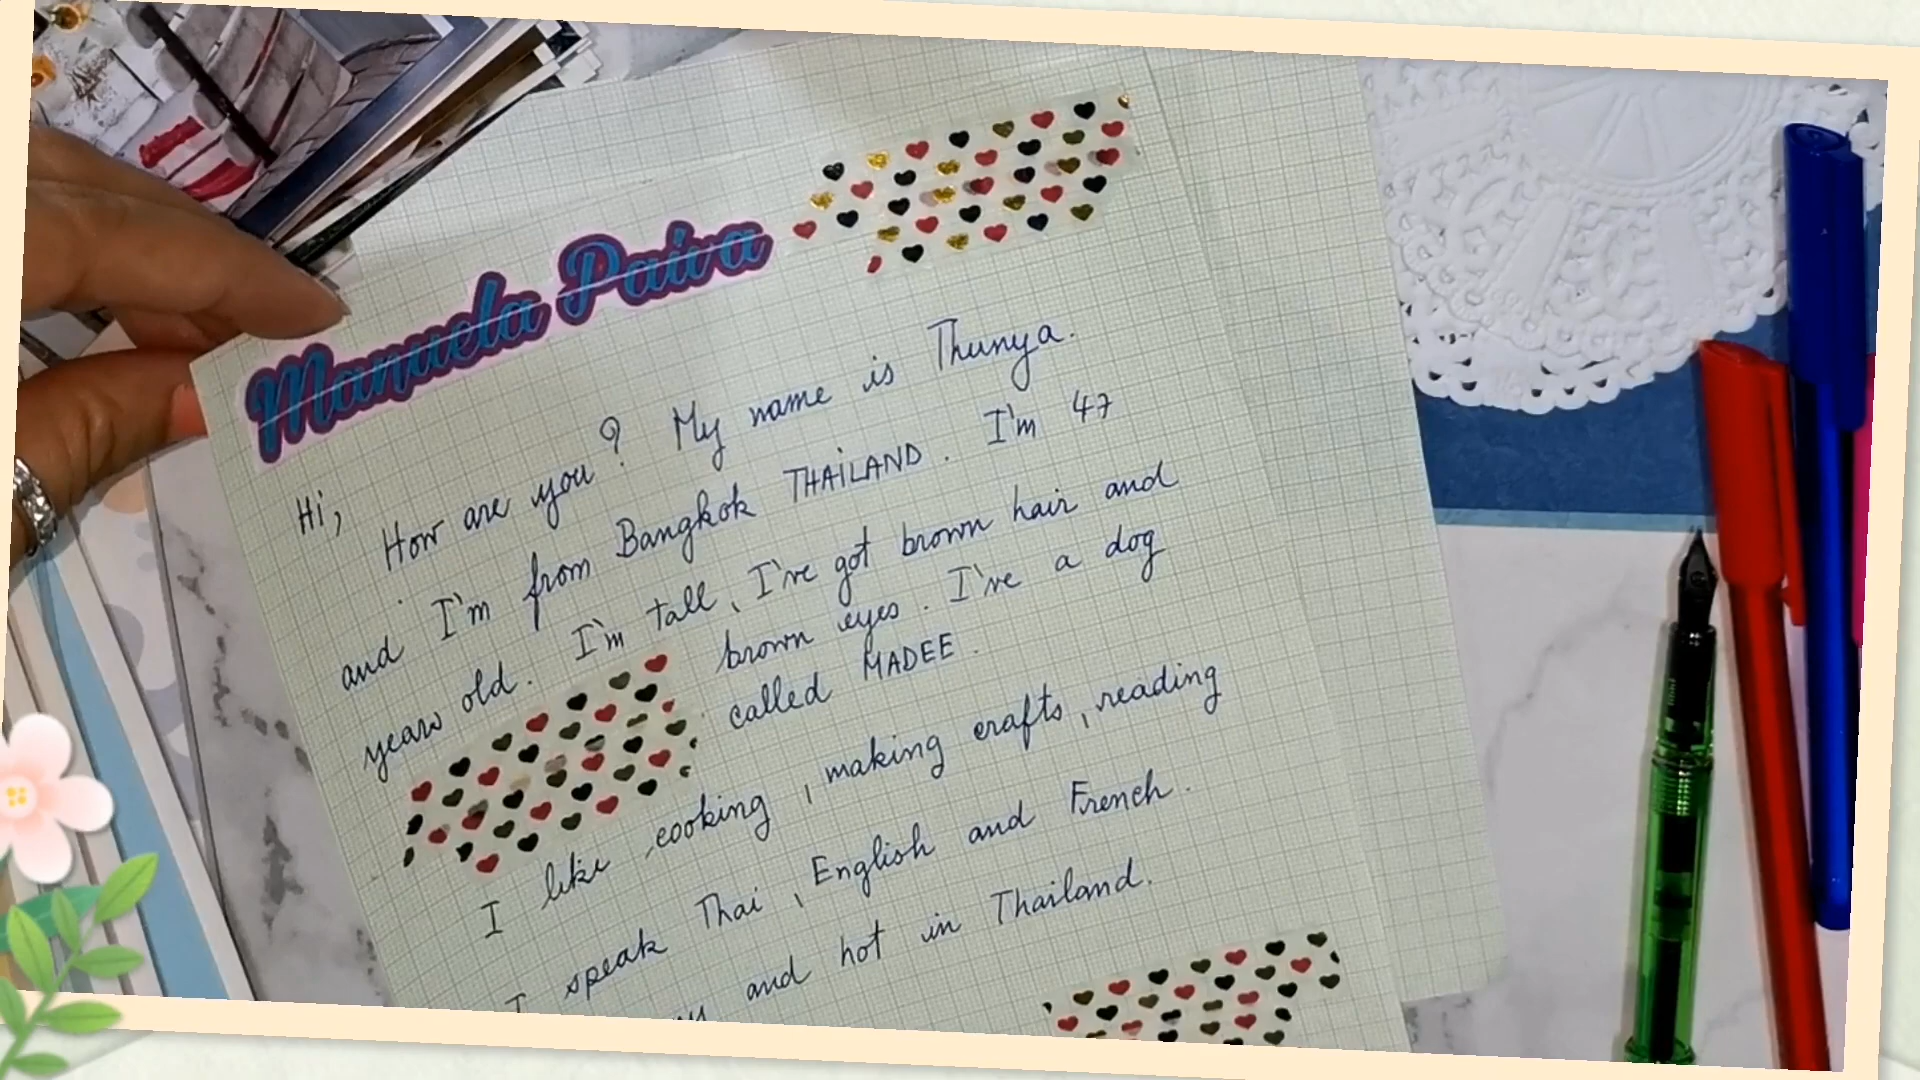 Manuela Paiva
Hi,
How are you? My name is Thunya.
and I'm from Bangkok THAILAND. I'm 47
years old. I'm tall, I've got brown hair and
brown eyes. I've a dog
called MADEE.
I like cooking, making crafts, reading
I speak Thai, English and French.
and hot in Thailand.